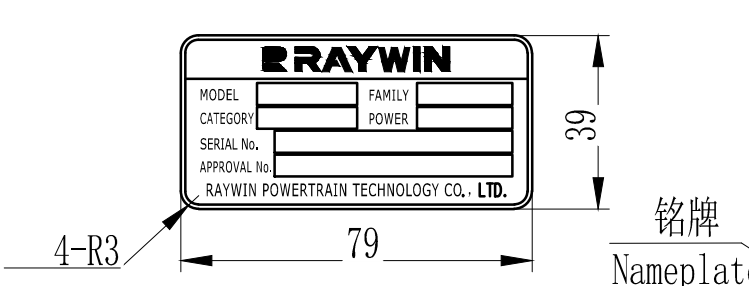 RAYWIN
MODEL FAMILY
CATEGORY POWER
SERIAL No.
APPROVAL No.
RAYWIN POWERTRAIN TECHNOLOGY CO., LTD.
39
4-R3
79
铭牌
Nameplate